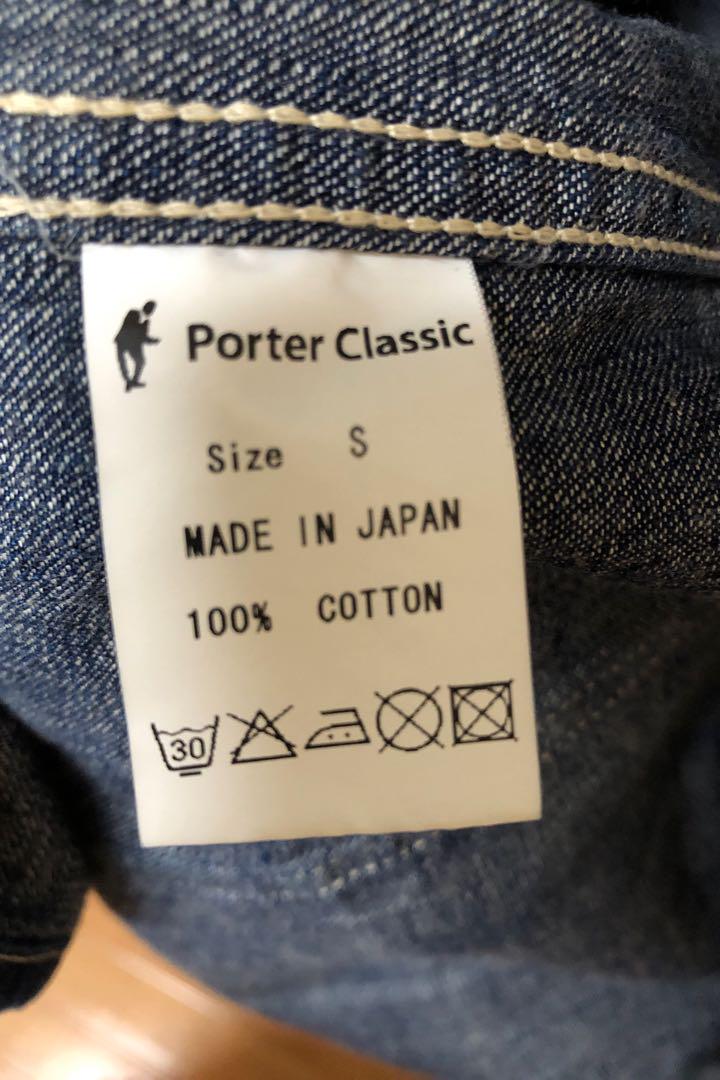 Porter Classic
Size S
MADE IN JAPAN
100% COTTON
30